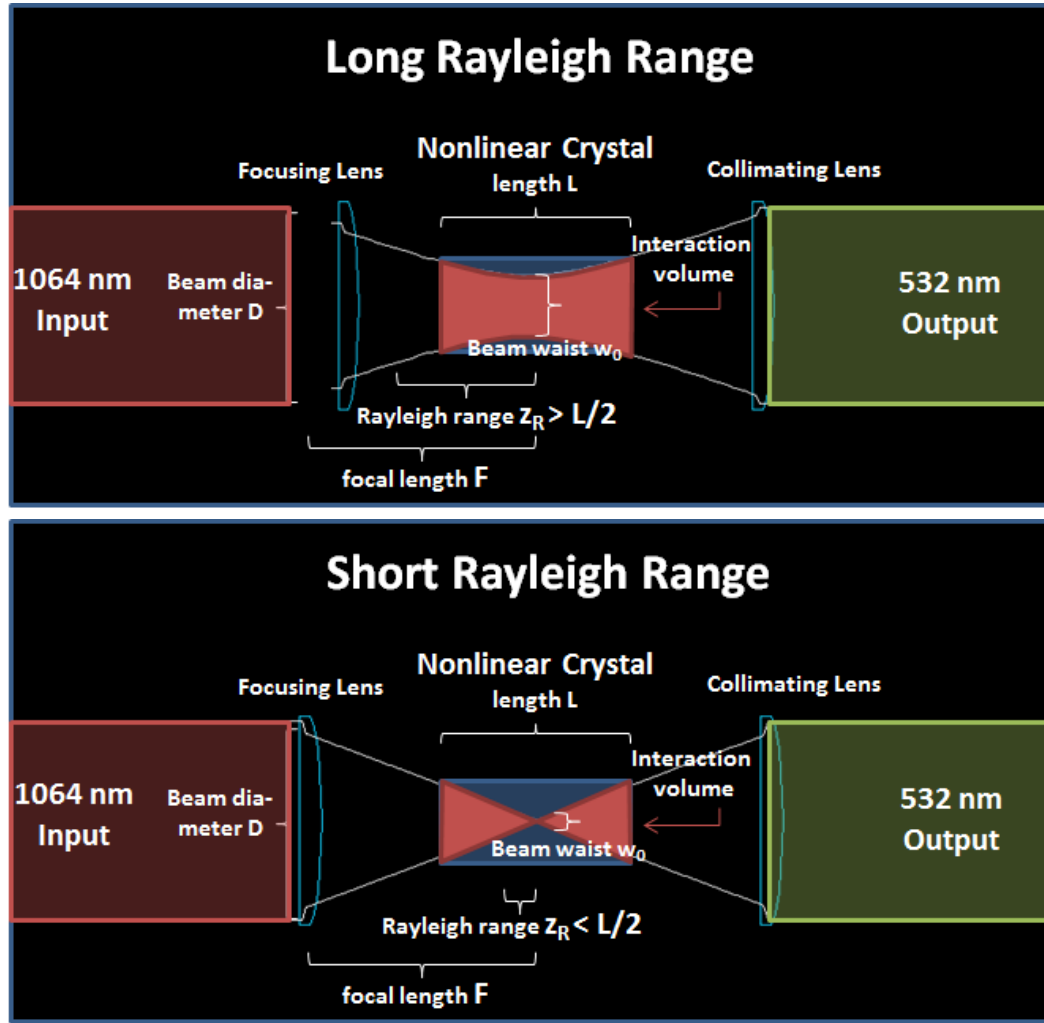 Long Rayleigh Range
Nonlinear Crystal
length L
Focusing Lens
Collimating Lens
Interaction
volume
1064 nm
Input
Beam dia-
meter D
532 nm
Output
Beam waist w₀
Rayleigh range z_R > L/2
focal length F
Short Rayleigh Range
Nonlinear Crystal
length L
Focusing Lens
Collimating Lens
Interaction
volume
1064 nm
Input
Beam dia-
meter D
532 nm
Output
Beam waist w₀
Rayleigh range z_R < L/2
focal length F